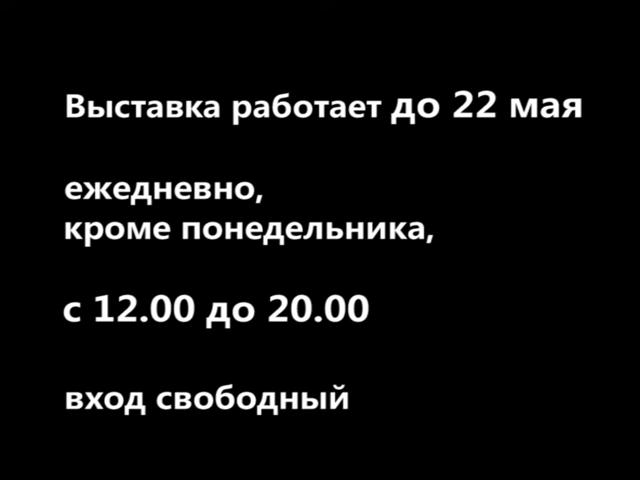 Выставка работает до 22 мая
ежедневно,
кроме понедельника,
с 12.00 до 20.00
вход свободный